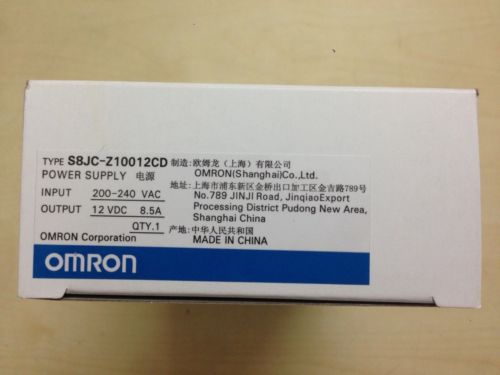 TYPE S8JC-Z10012CD
POWER SUPPLY 电源
INPUT 200-240 VAC
OUTPUT 12 VDC 8.5A
QTY.1
OMRON Corporation
制造: 欧姆龙（上海）有限公司
OMRON(Shanghai)Co.,Ltd.
地址: 上海市浦东新区金桥出口加工区金吉路789号
No.789 JINJI Road, JinqiaoExport
Processing District Pudong New Area,
Shanghai China
产地: 中华人民共和国
MADE IN CHINA
OMRON